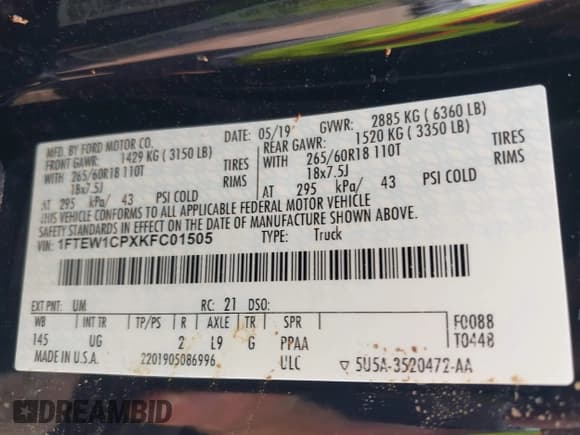 MFD. BY FORD MOTOR CO.
DATE: 05/19 GVWR: 2885 KG ( 6360 LB)
FRONT GAWR: 1429 KG ( 3150 LB)
REAR GAWR: 1520 KG ( 3350 LB)
WITH 265/60R18 110T TIRES
WITH 265/60R18 110T TIRES
18x7.5J RIMS
18x7.5J RIMS
AT 295 kPa/ 43 PSI COLD
AT 295 kPa/ 43 PSI COLD
THIS VEHICLE CONFORMS TO ALL APPLICABLE FEDERAL MOTOR VEHICLE
SAFETY STANDARDS IN EFFECT ON THE DATE OF MANUFACTURE SHOWN ABOVE.
VIN: 1FTEW1CPXKFC01505 TYPE: Truck
EXT PNT: UM RC: 21 DSO:
WB INT TR TP/PS R AXLE TR SPR F0088
145 UG 2 L9 G PPAA T0448
MADE IN U.S.A. 2201905086996 ULC 5U5A-3520472-AA
DREAMBID